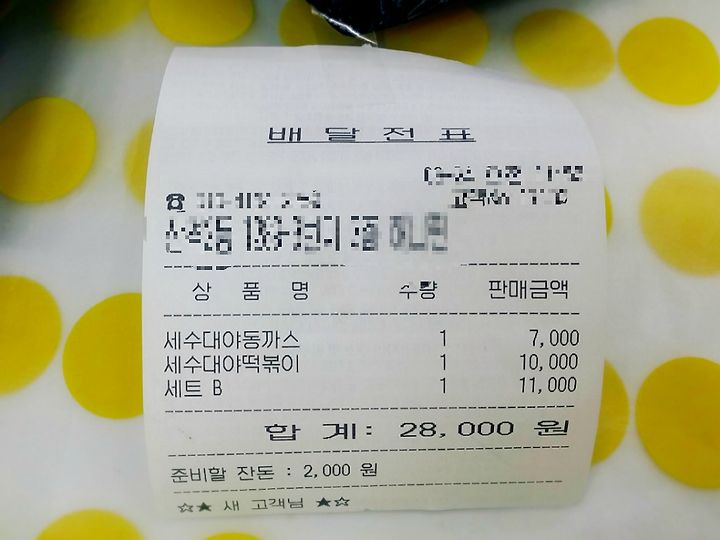 배 달 전 표
☎
상 품 명 수량 판매금액
세수대야동까스 1 7,000
세수대야떡볶이 1 10,000
세트 B 1 11,000
합 계: 28,000 원
준비할 잔돈 : 2,000 원
☆★ 새 고객님 ★☆